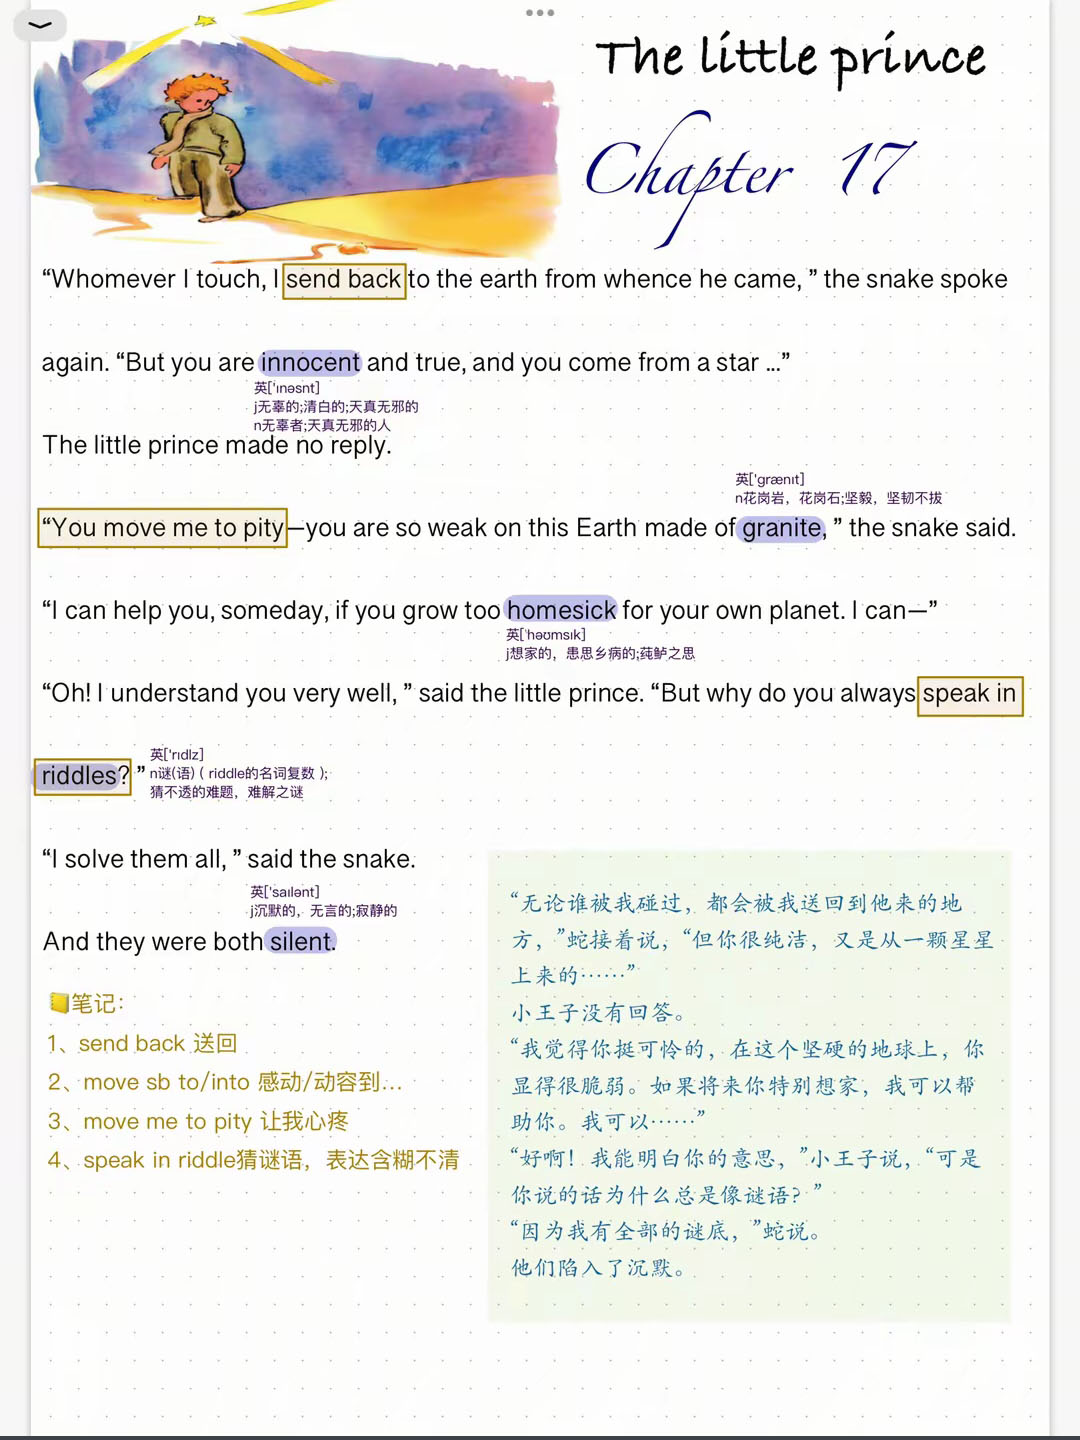 The little prince
Chapter 17
“Whomever I touch, I send back to the earth from whence he came, ” the snake spoke
again. “But you are innocent and true, and you come from a star ...”
英['ɪnəsnt]
j无辜的;清白的;天真无邪的
n无辜者;天真无邪的人
The little prince made no reply.
英['grænɪt]
n花岗岩，花岗石;坚毅，坚韧不拔
“You move me to pity—you are so weak on this Earth made of granite, ” the snake said.
“I can help you, someday, if you grow too homesick for your own planet. I can—”
英['həʊmsɪk]
j想家的，患思乡病的;莼鲈之思
“Oh! I understand you very well, ” said the little prince. “But why do you always speak in
riddles? ”
英['rɪdlz]
n谜(语) ( riddle的名词复数 );
猜不透的难题，难解之谜
“I solve them all, ” said the snake.
英['saɪlənt]
j沉默的，无言的;寂静的
And they were both silent.
笔记：
1、send back 送回
2、move sb to/into 感动/动容到...
3、move me to pity 让我心疼
4、speak in riddle猜谜语，表达含糊不清
“无论谁被我碰过，都会被我送回到他来的地
方，”蛇接着说，“但你很纯洁，又是从一颗星星
上来的……”
小王子没有回答。
“我觉得你挺可怜的，在这个坚硬的地球上，你
显得很脆弱。如果将来你特别想家，我可以帮
助你。我可以……”
“好啊！我能明白你的意思，”小王子说，“可是
你说的话为什么总是像谜语？”
“因为我有全部的谜底，”蛇说。
他们陷入了沉默。